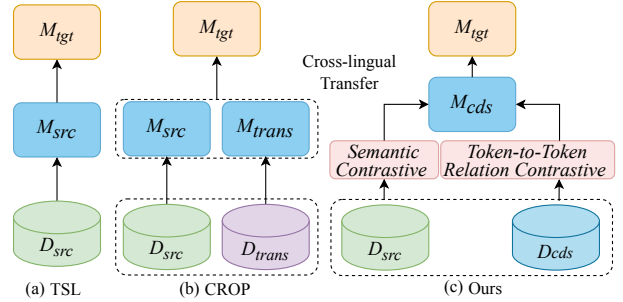 M_tgt
M_src
D_src
(a) TSL
M_tgt
M_src
M_trans
D_src
D_trans
(b) CROP
Cross-lingual
Transfer
M_tgt
M_cds
Semantic
Contrastive
Token-to-Token
Relation Contrastive
D_src
D_cds
(c) Ours